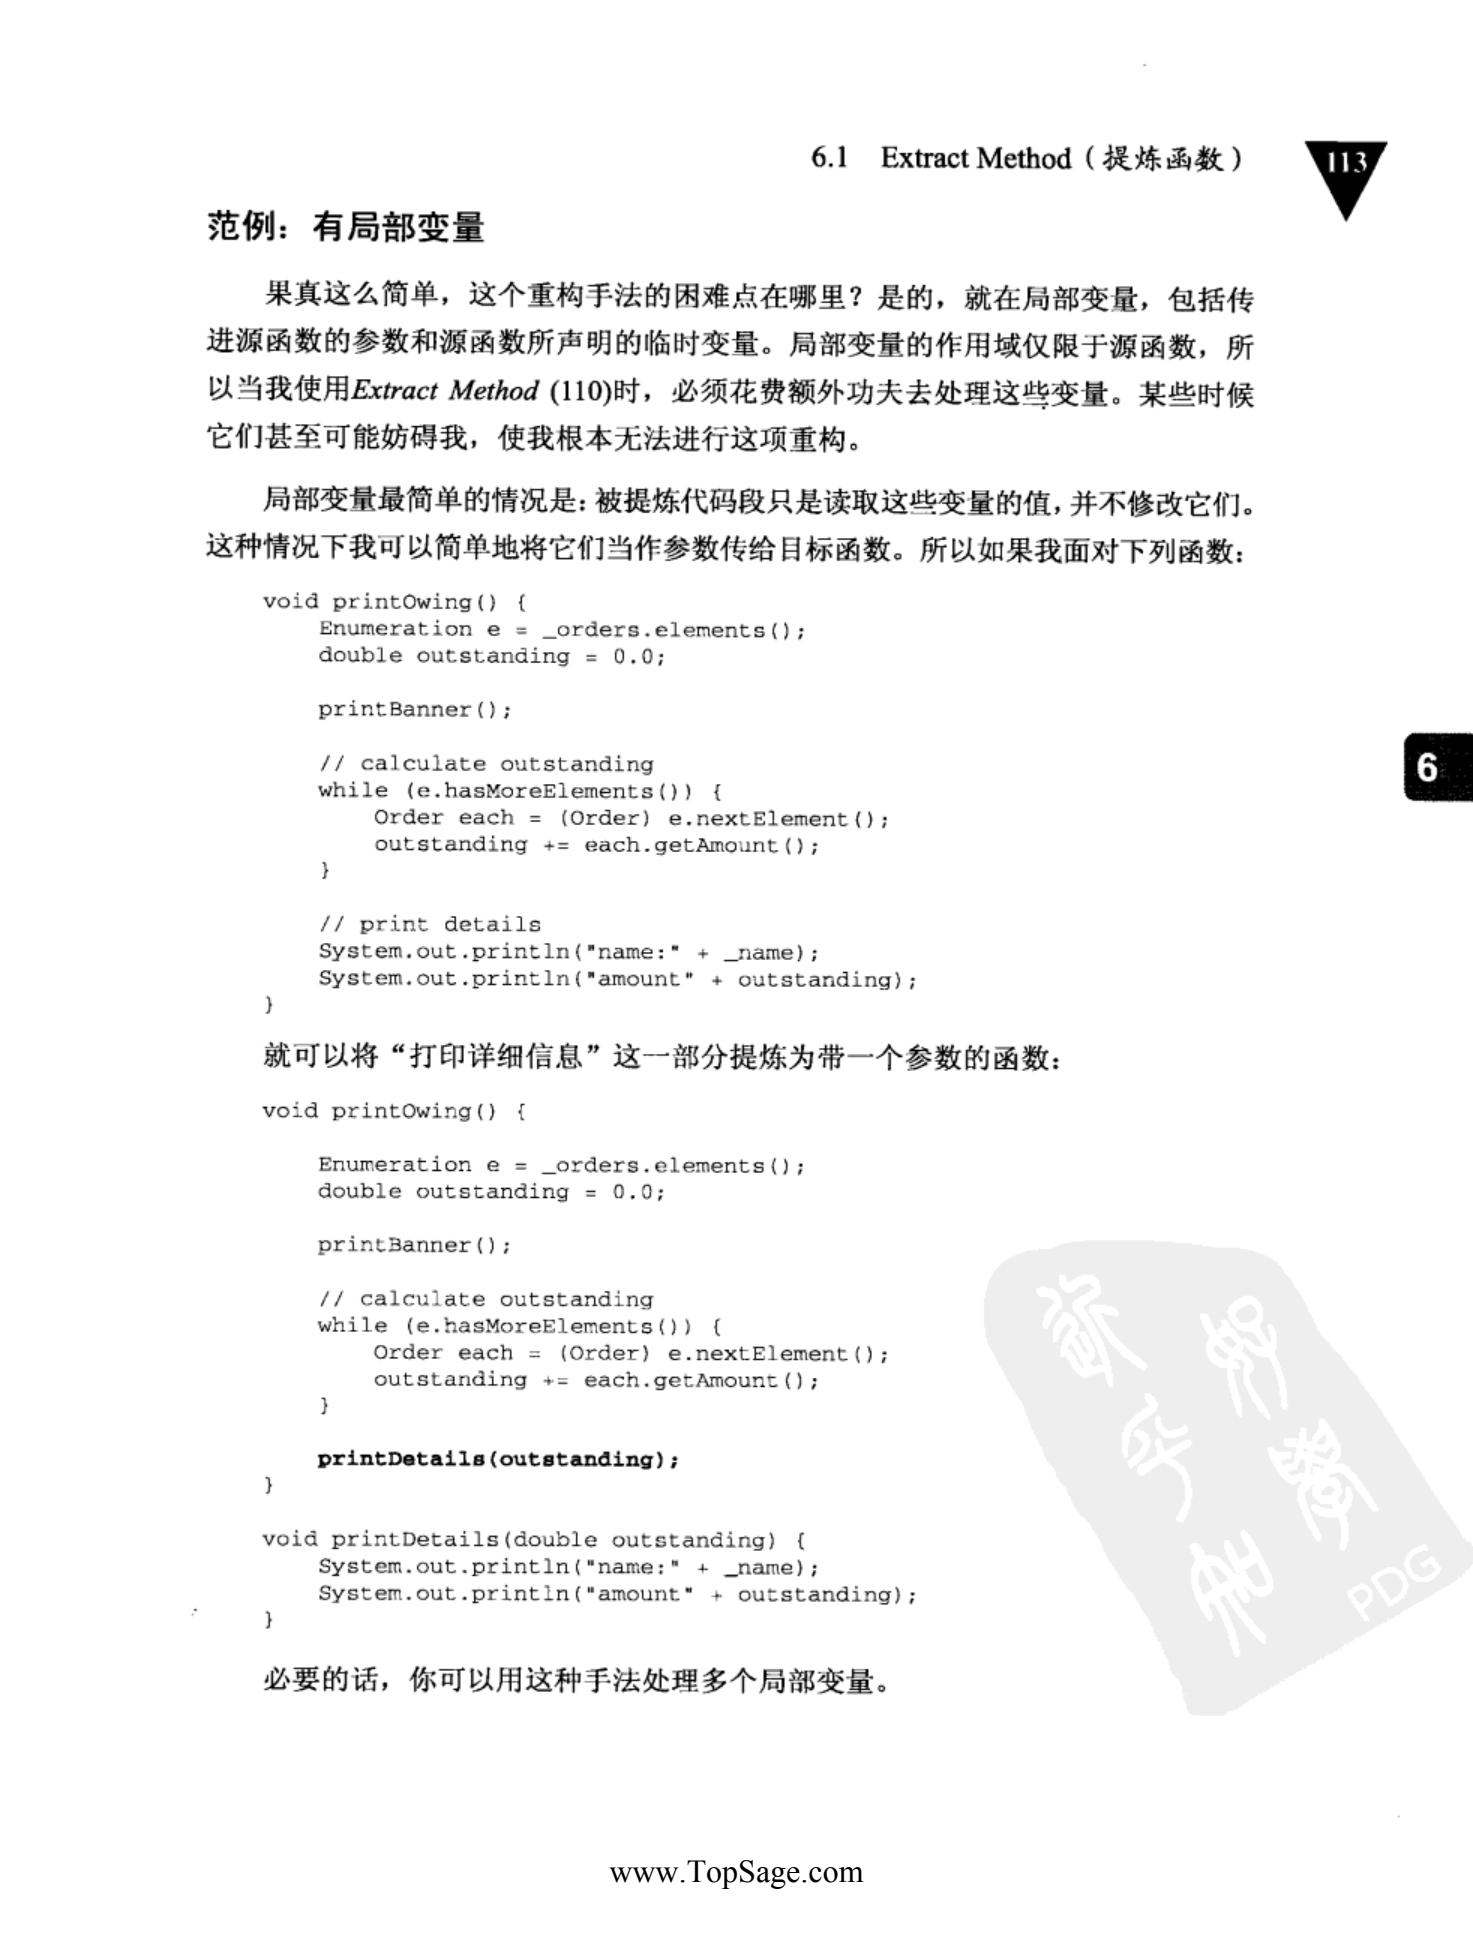 6.1 Extract Method（提炼函数）
113
范例：有局部变量
果真这么简单，这个重构手法的困难点在哪里？是的，就在局部变量，包括传
进源函数的参数和源函数所声明的临时变量。局部变量的作用域仅限于源函数，所
以当我使用Extract Method (110)时，必须花费额外功夫去处理这些变量。某些时候
它们甚至可能妨碍我，使我根本无法进行这项重构。
局部变量最简单的情况是：被提炼代码段只是读取这些变量的值，并不修改它们。
这种情况下我可以简单地将它们当作参数传给目标函数。所以如果我面对下列函数：
void printOwing() {
    Enumeration e = _orders.elements();
    double outstanding = 0.0;
    printBanner();
    // calculate outstanding
    while (e.hasMoreElements()) {
        Order each = (Order) e.nextElement();
        outstanding += each.getAmount();
    }
    // print details
    System.out.println("name:" + _name);
    System.out.println("amount" + outstanding);
}
6
就可以将“打印详细信息”这一部分提炼为带一个参数的函数：
void printOwing() {
    Enumeration e = _orders.elements();
    double outstanding = 0.0;
    printBanner();
    // calculate outstanding
    while (e.hasMoreElements()) {
        Order each = (Order) e.nextElement();
        outstanding += each.getAmount();
    }
    printDetails(outstanding);
}
void printDetails(double outstanding) {
    System.out.println("name:" + _name);
    System.out.println("amount" + outstanding);
}
必要的话，你可以用这种手法处理多个局部变量。
PDG
www.TopSage.com